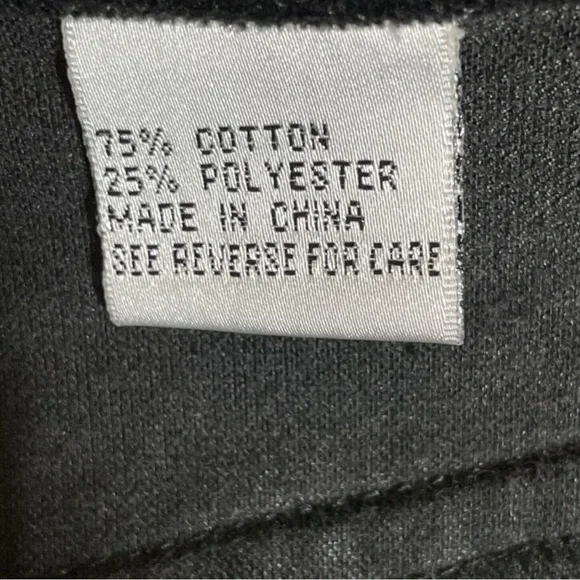 75% COTTON
25% POLYESTER
MADE IN CHINA
SEE REVERSE FOR CARE